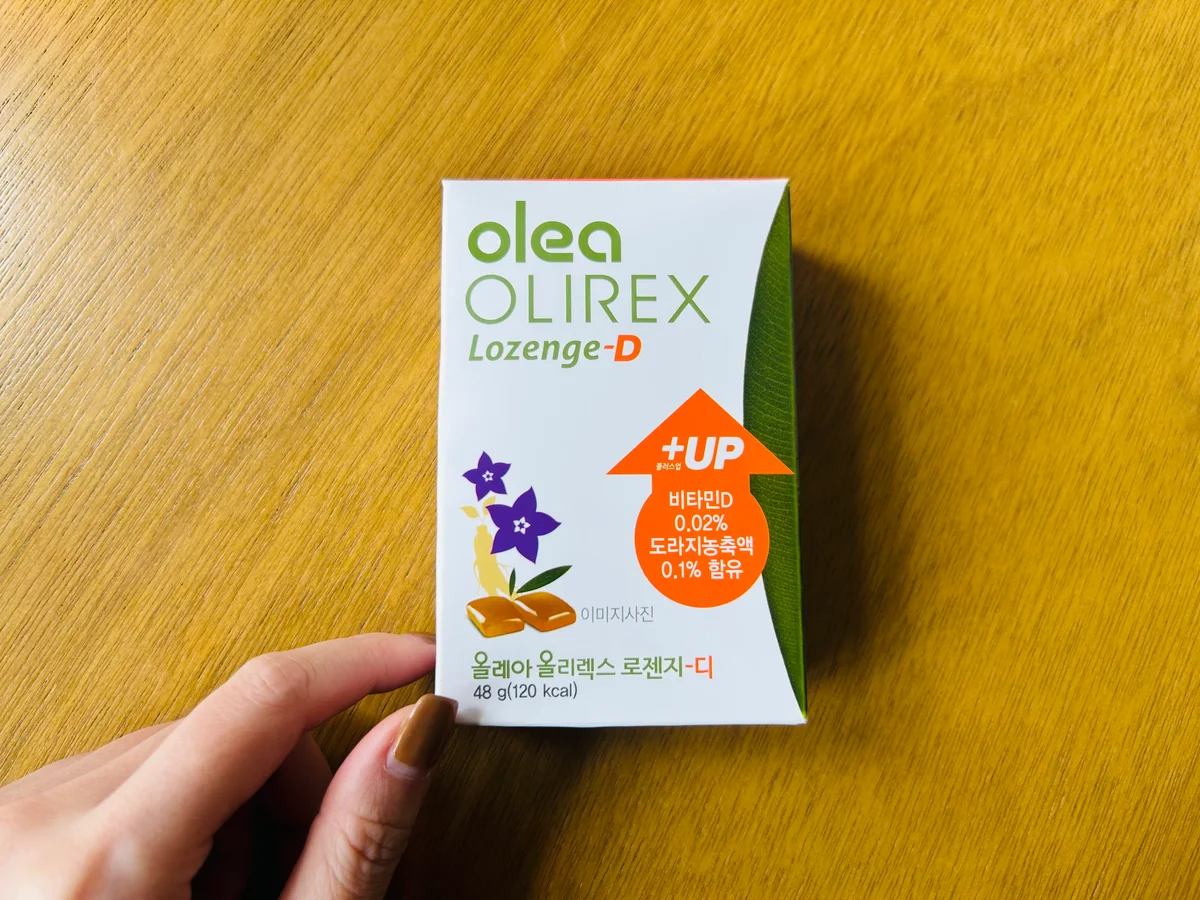 olea
OLIREX
Lozenge-D
+UP
플러스업
비타민D
0.02%
도라지농축액
0.1% 함유
이미지사진
올레아 올리렉스 로젠지-디
48 g(120 kcal)